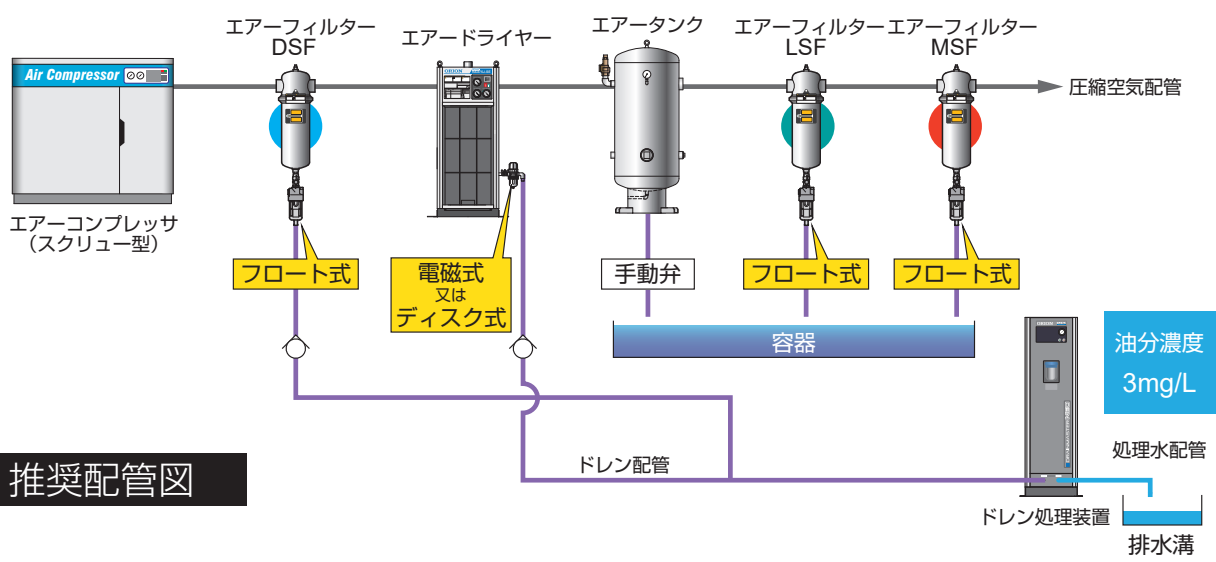 エアーフィルター
DSF
エアードライヤー
エアータンク
エアーフィルター
LSF
エアーフィルター
MSF
Air Compressor
ORION
圧縮空気配管
エアーコンプレッサ
（スクリュー型）
フロート式
電磁式
又は
ディスク式
手動弁
フロート式
フロート式
容器
油分濃度
3mg/L
処理水配管
ドレン配管
推奨配管図
ドレン処理装置
排水溝